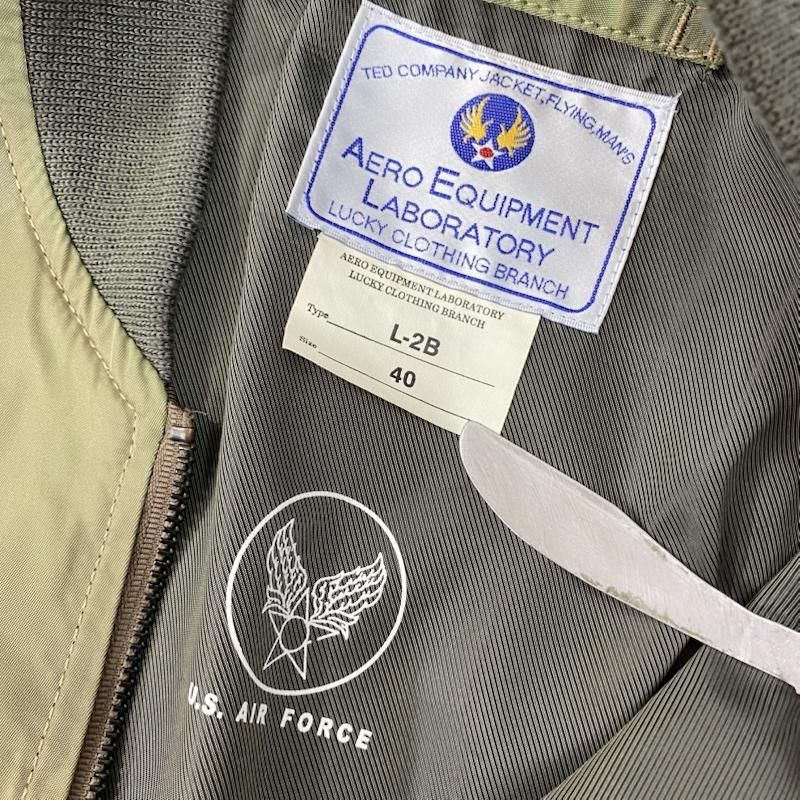 TED COMPANY JACKET, FLYING, MAN'S
AERO EQUIPMENT
LABORATORY
LUCKY CLOTHING BRANCH
AERO EQUIPMENT LABORATORY
LUCKY CLOTHING BRANCH
Type L-2B
Size 40
U.S. AIR FORCE